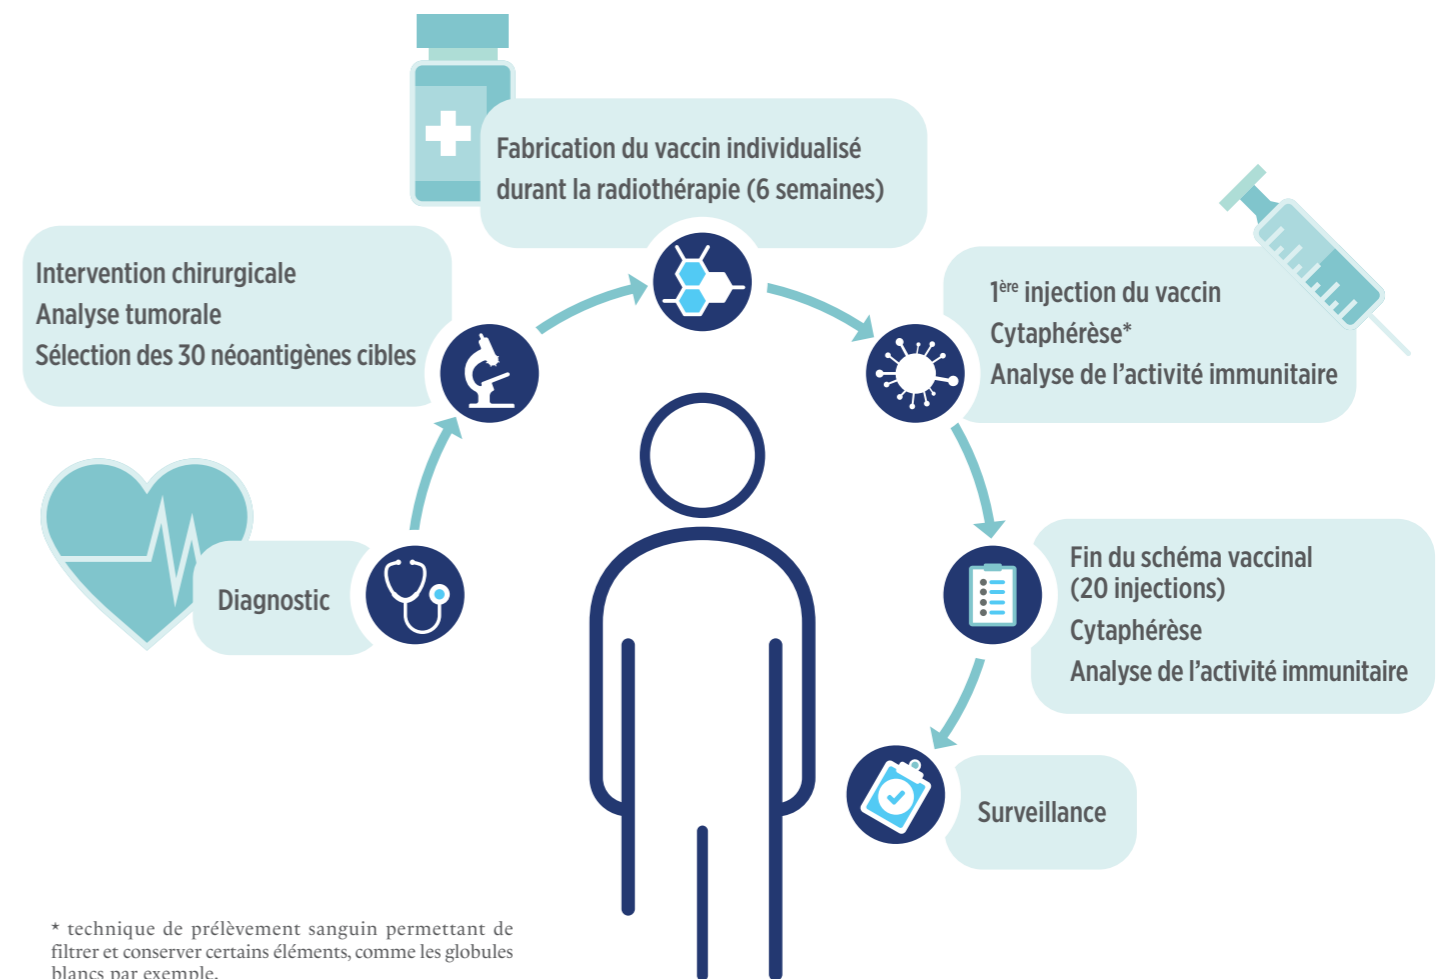 Diagnostic
Intervention chirurgicale
Analyse tumorale
Sélection des 30 néoantigènes cibles
Fabrication du vaccin individualisé
durant la radiothérapie (6 semaines)
1ère injection du vaccin
Cytaphérèse*
Analyse de l’activité immunitaire
Fin du schéma vaccinal
(20 injections)
Cytaphérèse
Analyse de l’activité immunitaire
Surveillance
* technique de prélèvement sanguin permettant de
filtrer et conserver certains éléments, comme les globules
blancs par exemple.